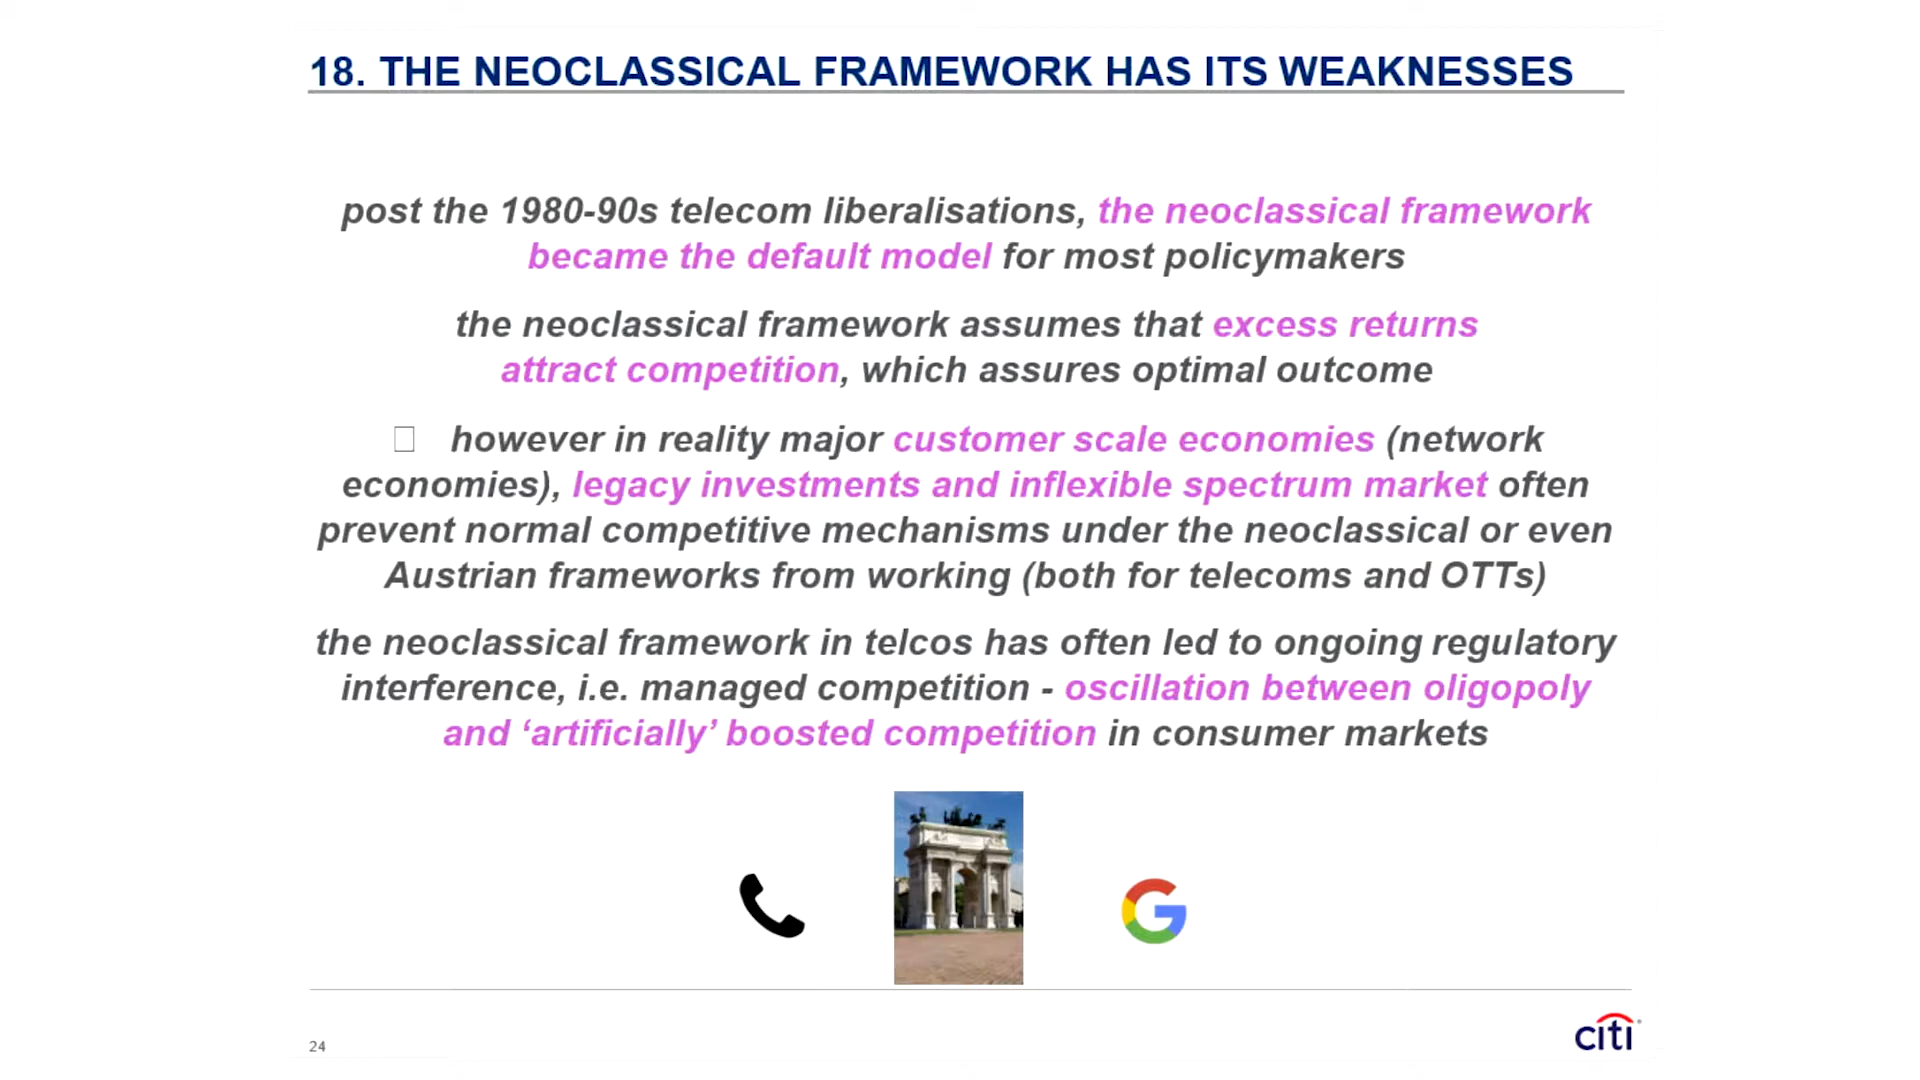 18. THE NEOCLASSICAL FRAMEWORK HAS ITS WEAKNESSES
post the 1980-90s telecom liberalisations, the neoclassical framework
became the default model for most policymakers
the neoclassical framework assumes that excess returns
attract competition, which assures optimal outcome
however in reality major customer scale economies (network
economies), legacy investments and inflexible spectrum market often
prevent normal competitive mechanisms under the neoclassical or even
Austrian frameworks from working (both for telecoms and OTTs)
the neoclassical framework in telcos has often led to ongoing regulatory
interference, i.e. managed competition - oscillation between oligopoly
and ‘artificially’ boosted competition in consumer markets
24
citi